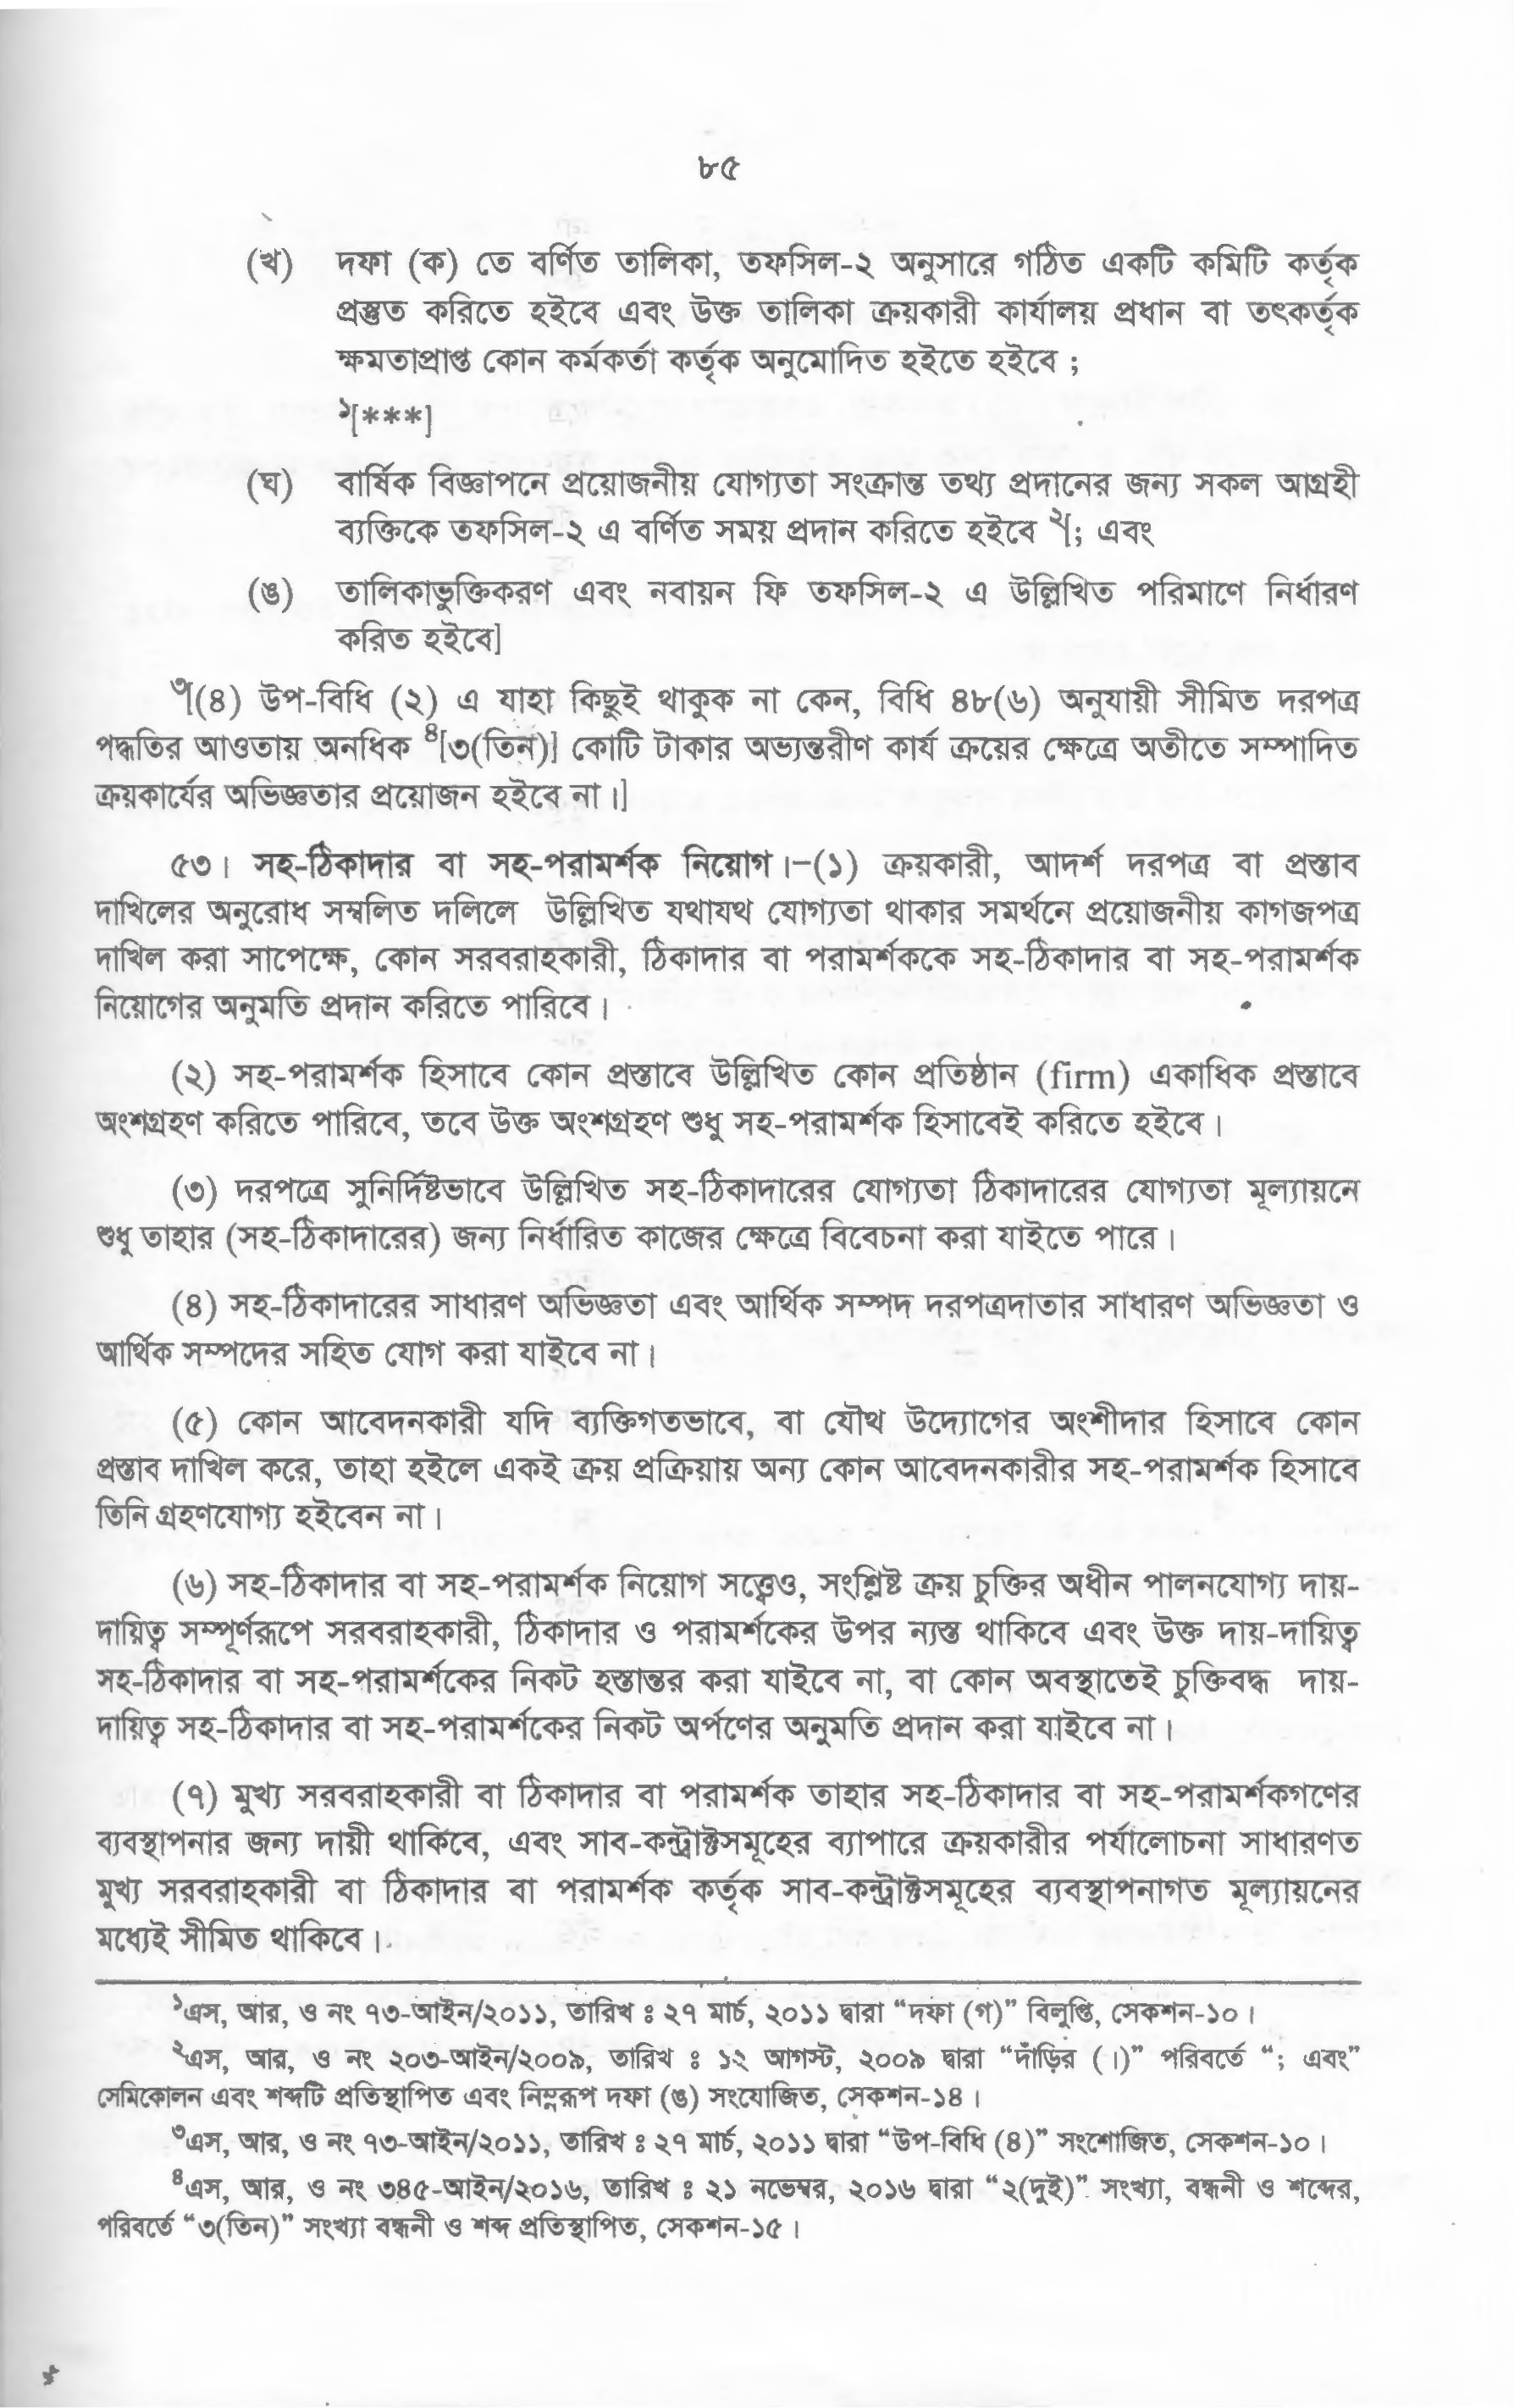 ৮৫
(খ) দফা (ক) তে বর্ণিত তালিকা, তফসিল-২ অনুসারে গঠিত একটি কমিটি কর্তৃক
প্রস্তুত করিতে হইবে এবং উক্ত তালিকা ক্রয়কারী কার্যালয় প্রধান বা তৎকর্তৃক
ক্ষমতাপ্রাপ্ত কোন কর্মকর্তা কর্তৃক অনুমোদিত হইতে হইবে ;
১[***]
(ঘ) বার্ষিক বিজ্ঞাপনে প্রয়োজনীয় যোগ্যতা সংক্রান্ত তথ্য প্রদানের জন্য সকল আগ্রহী
ব্যক্তিকে তফসিল-২ এ বর্ণিত সময় প্রদান করিতে হইবে ২[; এবং
(ঙ) তালিকাভুক্তিকরণ এবং নবায়ন ফি তফসিল-২ এ উল্লিখিত পরিমাণে নির্ধারণ
করিত হইবে]
৩[(৪) উপ-বিধি (২) এ যাহা কিছুই থাকুক না কেন, বিধি ৪৮(৬) অনুযায়ী সীমিত দরপত্র
পদ্ধতির আওতায় অনধিক ৪[৩(তিন)] কোটি টাকার অভ্যন্তরীণ কার্য ক্রয়ের ক্ষেত্রে অতীতে সম্পাদিত
ক্রয়কার্যের অভিজ্ঞতার প্রয়োজন হইবে না।]
৫৩। সহ-ঠিকাদার বা সহ-পরামর্শক নিয়োগ।–(১) ক্রয়কারী, আদর্শ দরপত্র বা প্রস্তাব
দাখিলের অনুরোধ সম্বলিত দলিলে উল্লিখিত যথাযথ যোগ্যতা থাকার সমর্থনে প্রয়োজনীয় কাগজপত্র
দাখিল করা সাপেক্ষে, কোন সরবরাহকারী, ঠিকাদার বা পরামর্শককে সহ-ঠিকাদার বা সহ-পরামর্শক
নিয়োগের অনুমতি প্রদান করিতে পারিবে।
(২) সহ-পরামর্শক হিসাবে কোন প্রস্তাবে উল্লিখিত কোন প্রতিষ্ঠান (firm) একাধিক প্রস্তাবে
অংশগ্রহণ করিতে পারিবে, তবে উক্ত অংশগ্রহণ শুধু সহ-পরামর্শক হিসাবেই করিতে হইবে।
(৩) দরপত্রে সুনির্দিষ্টভাবে উল্লিখিত সহ-ঠিকাদারের যোগ্যতা ঠিকাদারের যোগ্যতা মূল্যায়নে
শুধু তাহার (সহ-ঠিকাদারের) জন্য নির্ধারিত কাজের ক্ষেত্রে বিবেচনা করা যাইতে পারে।
(৪) সহ-ঠিকাদারের সাধারণ অভিজ্ঞতা এবং আর্থিক সম্পদ দরপত্রদাতার সাধারণ অভিজ্ঞতা ও
আর্থিক সম্পদের সহিত যোগ করা যাইবে না।
(৫) কোন আবেদনকারী যদি ব্যক্তিগতভাবে, বা যৌথ উদ্যোগের অংশীদার হিসাবে কোন
প্রস্তাব দাখিল করে, তাহা হইলে একই ক্রয় প্রক্রিয়ায় অন্য কোন আবেদনকারীর সহ-পরামর্শক হিসাবে
তিনি গ্রহণযোগ্য হইবেন না।
(৬) সহ-ঠিকাদার বা সহ-পরামর্শক নিয়োগ সত্ত্বেও, সংশ্লিষ্ট ক্রয় চুক্তির অধীন পালনযোগ্য দায়-
দায়িত্ব সম্পূর্ণরূপে সরবরাহকারী, ঠিকাদার ও পরামর্শকের উপর ন্যস্ত থাকিবে এবং উক্ত দায়-দায়িত্ব
সহ-ঠিকাদার বা সহ-পরামর্শকের নিকট হস্তান্তর করা যাইবে না, বা কোন অবস্থাতেই চুক্তিবদ্ধ দায়-
দায়িত্ব সহ-ঠিকাদার বা সহ-পরামর্শকের নিকট অর্পণের অনুমতি প্রদান করা যাইবে না।
(৭) মুখ্য সরবরাহকারী বা ঠিকাদার বা পরামর্শক তাহার সহ-ঠিকাদার বা সহ-পরামর্শকগণের
ব্যবস্থাপনার জন্য দায়ী থাকিবে, এবং সাব-কন্ট্রাক্টসমূহের ব্যাপারে ক্রয়কারীর পর্যালোচনা সাধারণত
মুখ্য সরবরাহকারী বা ঠিকাদার বা পরামর্শক কর্তৃক সাব-কন্ট্রাক্টসমূহের ব্যবস্থাপনাগত মূল্যায়নের
মধ্যেই সীমিত থাকিবে।
১এস, আর, ও নং ৭৩-আইন/২০১১, তারিখ ঃ ২৭ মার্চ, ২০১১ দ্বারা “দফা (গ)” বিলুপ্তি, সেকশন-১০।
২এস, আর, ও নং ২০৩-আইন/২০০৯, তারিখ ঃ ১২ আগস্ট, ২০০৯ দ্বারা “দাঁড়ির (।)” পরিবর্তে “; এবং”
সেমিকোলন এবং শব্দটি প্রতিস্থাপিত এবং নিম্নরূপ দফা (ঙ) সংযোজিত, সেকশন-১৪।
৩এস, আর, ও নং ৭৩-আইন/২০১১, তারিখ ঃ ২৭ মার্চ, ২০১১ দ্বারা “উপ-বিধি (৪)” সংশোজিত, সেকশন-১০।
৪এস, আর, ও নং ৩৪৫-আইন/২০১৬, তারিখ ঃ ২১ নভেম্বর, ২০১৬ দ্বারা “২(দুই)” সংখ্যা, বন্ধনী ও শব্দের,
পরিবর্তে “৩(তিন)” সংখ্যা বন্ধনী ও শব্দ প্রতিস্থাপিত, সেকশন-১৫।